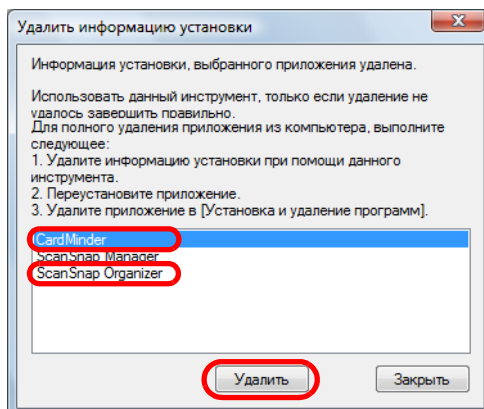 Удалить информацию установки
Информация установки, выбранного приложения удалена.
Использовать данный инструмент, только если удаление не
удалось завершить правильно.
Для полного удаления приложения из компьютера, выполните
следующее:
1. Удалите информацию установки при помощи данного
инструмента.
2. Переустановите приложение.
3. Удалите приложение в [Установка и удаление программ].
CardMinder
ScanSnap Manager
ScanSnap Organizer
Удалить
Закрыть